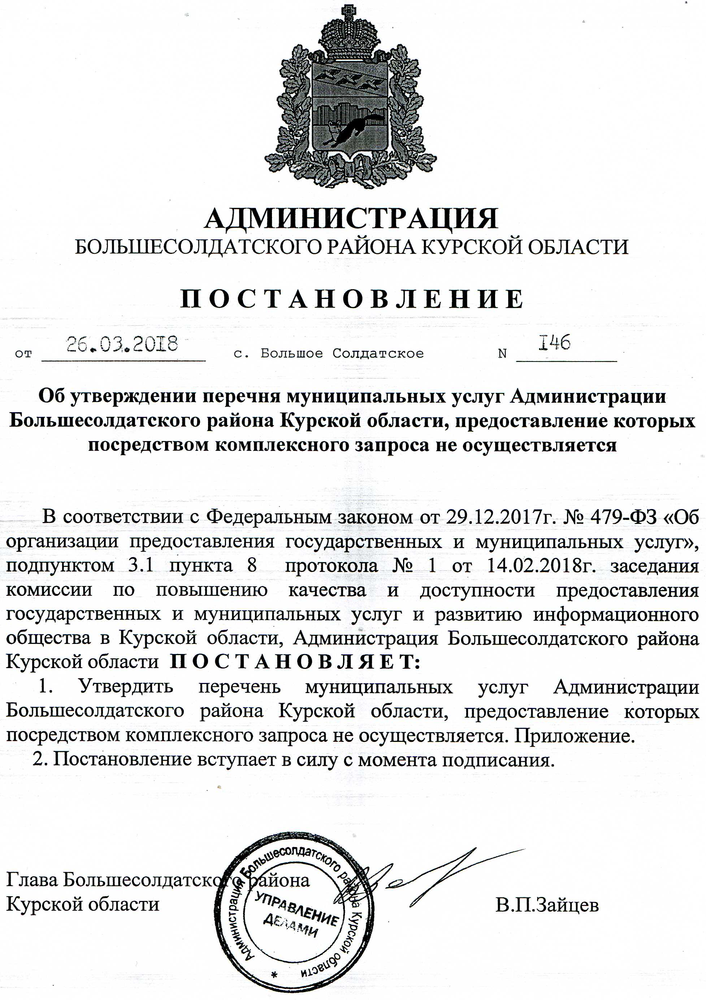 АДМИНИСТРАЦИЯ
БОЛЬШЕСОЛДАТСКОГО РАЙОНА КУРСКОЙ ОБЛАСТИ
П О С Т А Н О В Л Е Н И Е
от 26.03.2018 с. Большое Солдатское N 146
Об утверждении перечня муниципальных услуг Администрации
Большесолдатского района Курской области, предоставление которых
посредством комплексного запроса не осуществляется
В соответствии с Федеральным законом от 29.12.2017г. № 479-ФЗ «Об
организации предоставления государственных и муниципальных услуг»,
подпунктом 3.1 пункта 8 протокола № 1 от 14.02.2018г. заседания
комиссии по повышению качества и доступности предоставления
государственных и муниципальных услуг и развитию информационного
общества в Курской области, Администрация Большесолдатского района
Курской области П О С Т А Н О В Л Я Е Т:
1. Утвердить перечень муниципальных услуг Администрации
Большесолдатского района Курской области, предоставление которых
посредством комплексного запроса не осуществляется. Приложение.
2. Постановление вступает в силу с момента подписания.
Глава Большесолдатского района
Курской области В.П.Зайцев
Администрация Большесолдатского района Курской области *
УПРАВЛЕНИЕ
ДЕЛАМИ